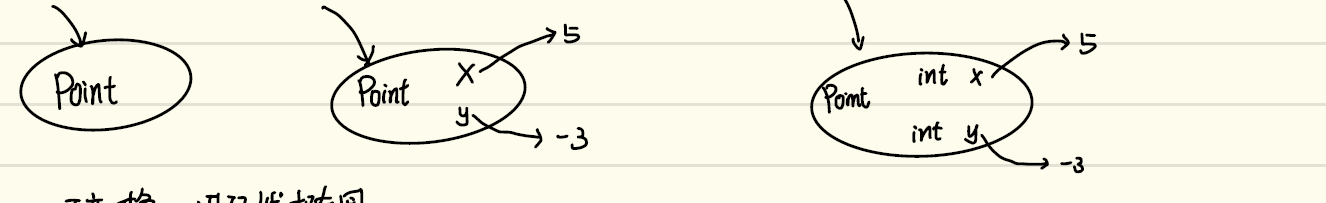 Point
Point x → 5
y → -3
Point int x → 5
int y → -3